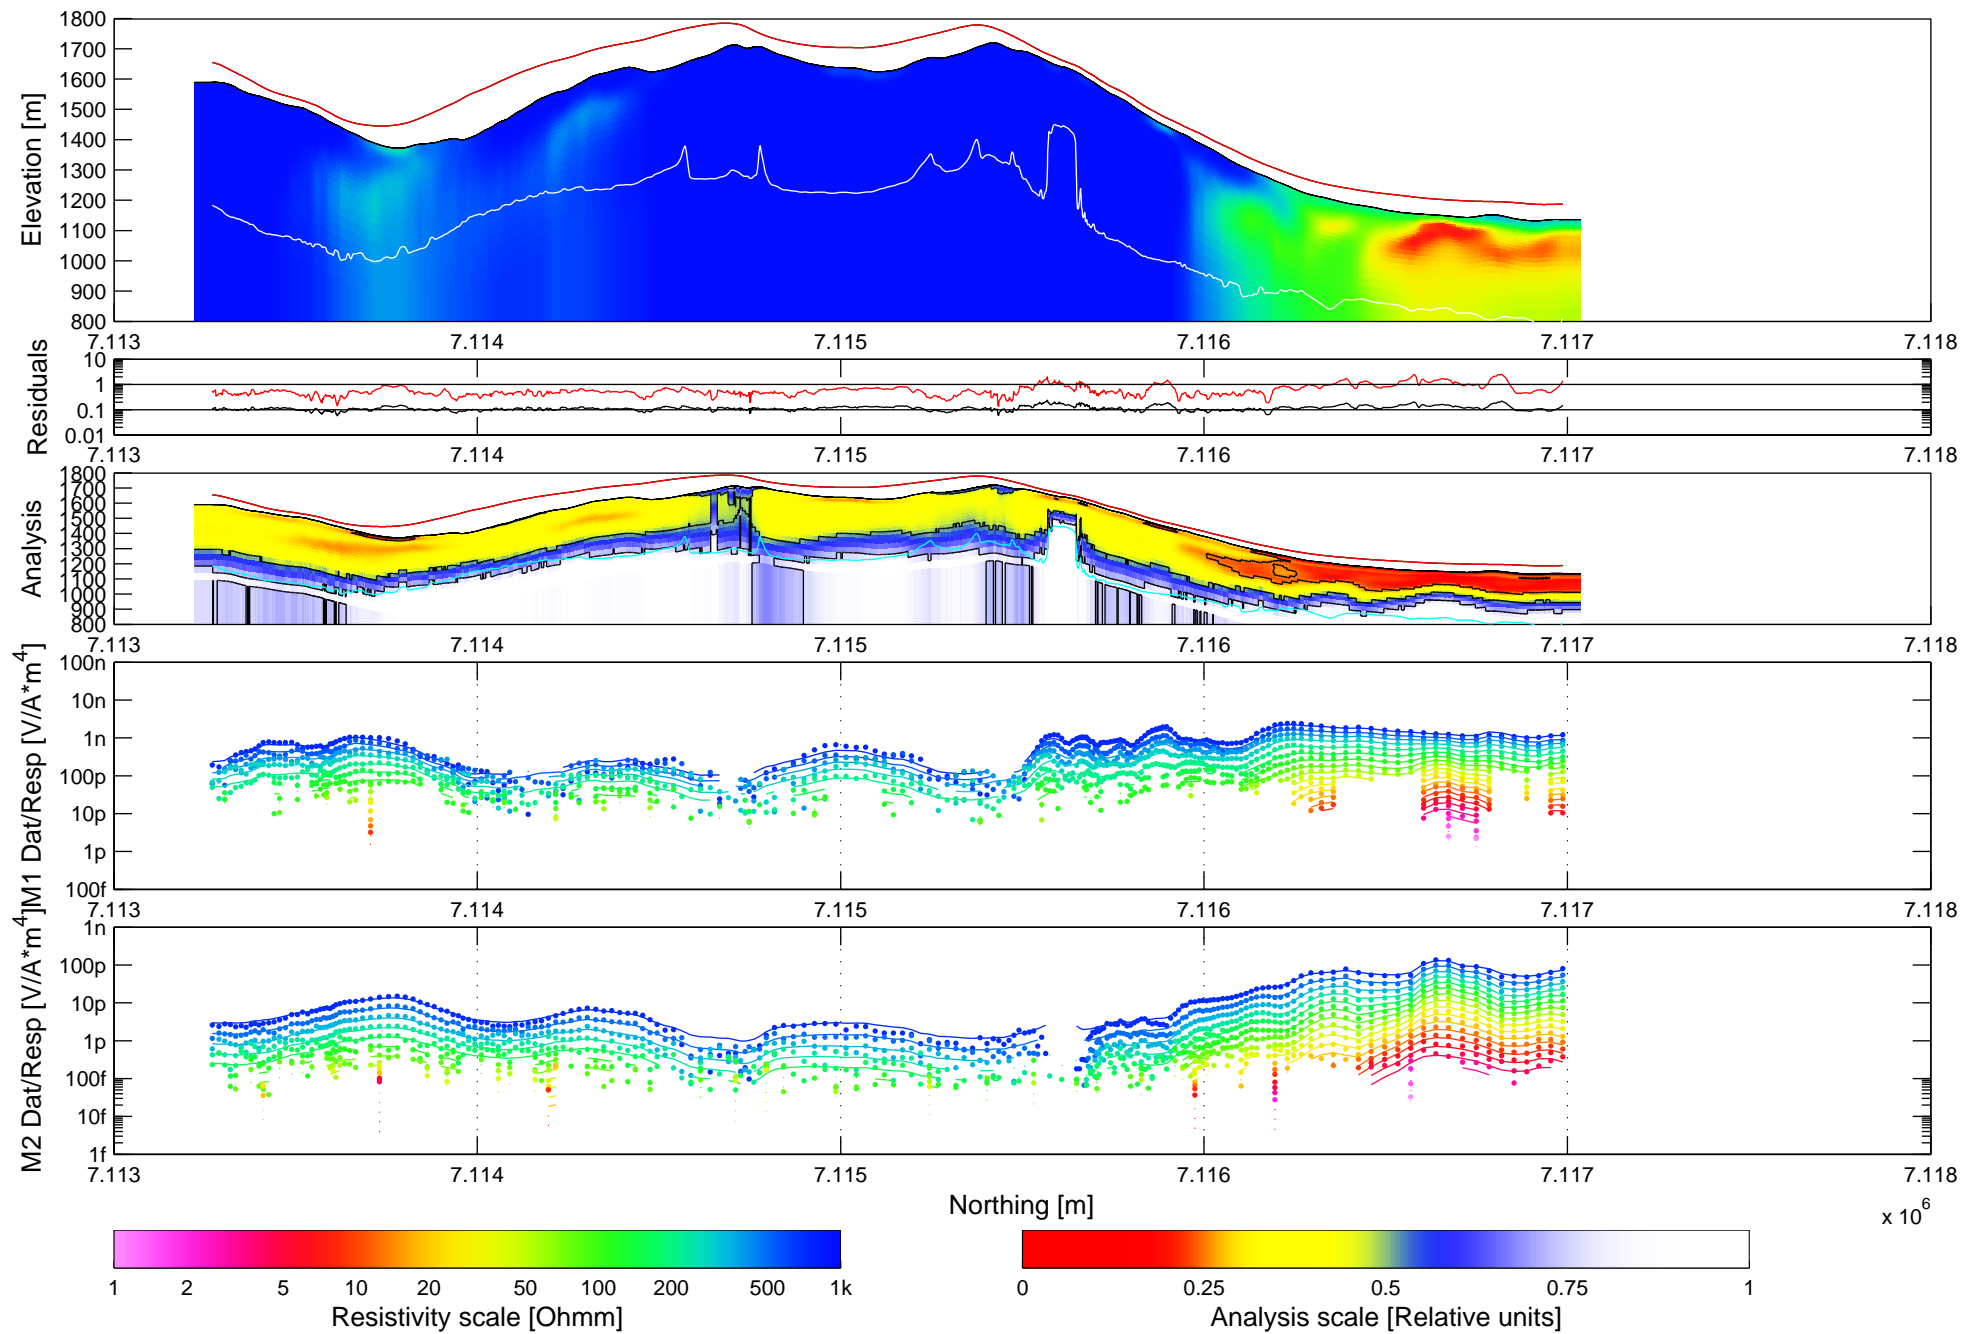 1800
1700
1600
1500
1400
1300
1200
1100
1000
900
800
Elevation [m]
7.113 7.114 7.115 7.116 7.117 7.118
10
1
0.1
0.01
Residuals
7.113 7.114 7.115 7.116 7.117 7.118
1800
1700
1600
1500
1400
1300
1200
1100
1000
900
800
Analysis
7.113 7.114 7.115 7.116 7.117 7.118
100n
10n
1n
100p
10p
1p
100f
M1 Dat/Resp [V/A*m^4]
7.113 7.114 7.115 7.116 7.117 7.118
1n
100p
10p
1p
100f
10f
1f
M2 Dat/Resp [V/A*m^4]
7.113 7.114 7.115 7.116 7.117 7.118
Northing [m]
x 10^6
1 2 5 10 20 50 100 200 500 1k
Resistivity scale [Ohmm]
0 0.25 0.5 0.75 1
Analysis scale [Relative units]